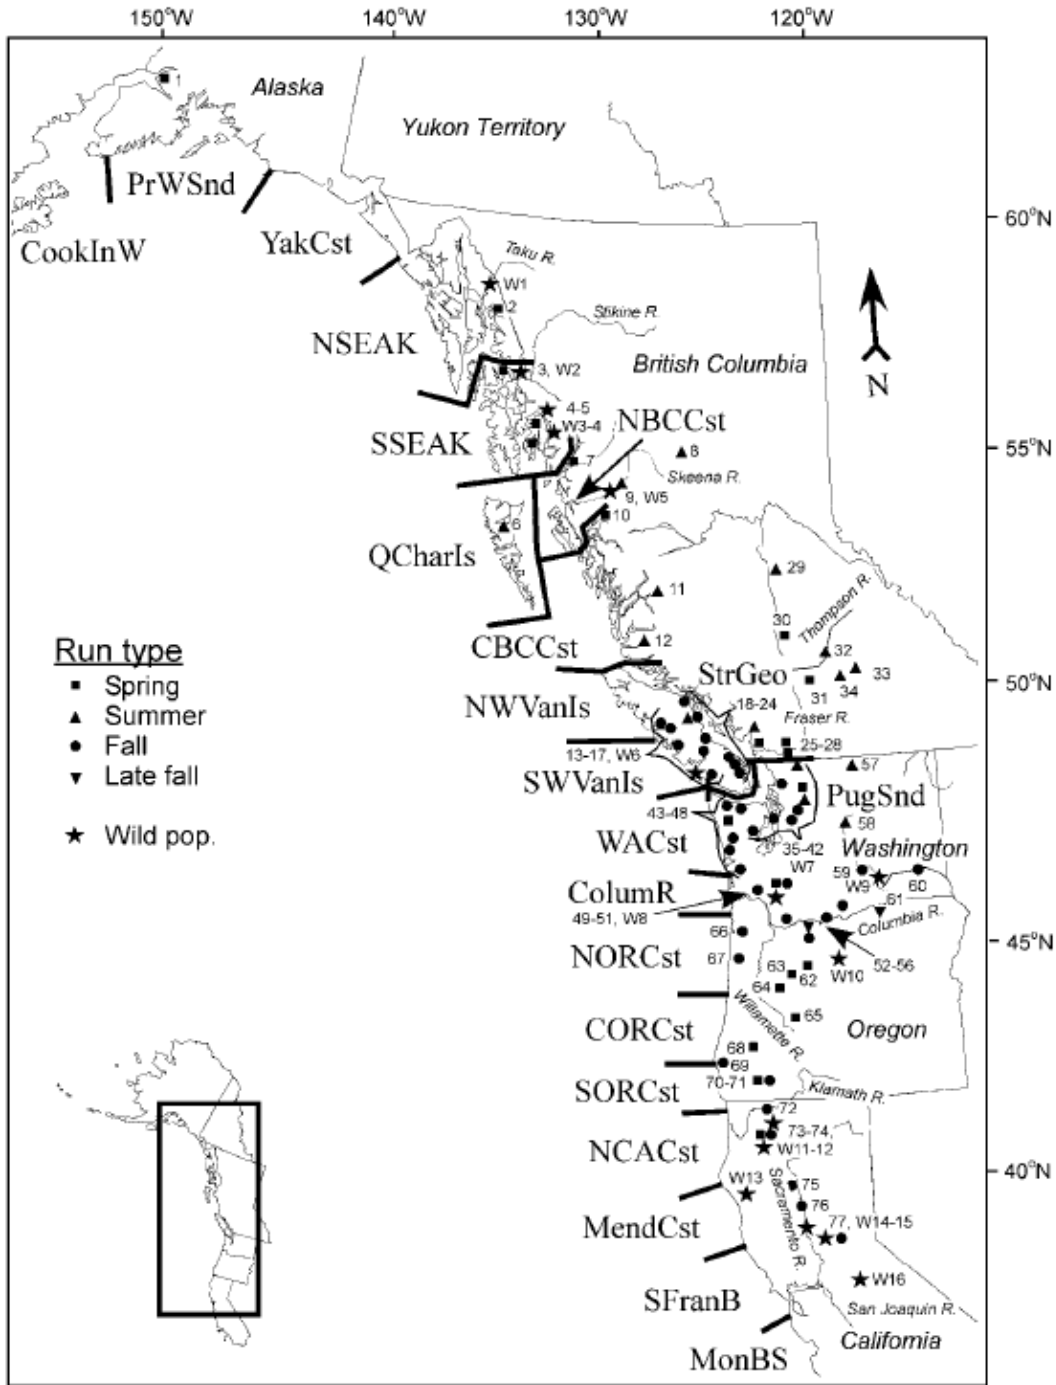 150°W 140°W 130°W 120°W
1
Alaska
Yukon Territory
PrWSnd
CookInW
YakCst
60°N
Taku R.
W1
2
Stikine R.
NSEAK
3, W2
British Columbia
N
4-5
NBCCst
W3-4
SSEAK
55°N
7
8
Skeena R.
9, W5
10
6
QCharIs
29
11
Thompson R.
30
12
32
CBCCst
33
Run type
StrGeo
34
31
50°N
Spring
NWVanIs
18-24
Summer
Fraser R.
Fall
13-17, W6
25-28
Late fall
SWVanIs
57
43-48
PugSnd
Wild pop.
58
WACst
35-42
Washington
W7
59
W9
60
ColumR
61
49-51, W8
Columbia R.
66
45°N
NORCst
67
63
62
W10
52-56
64
Willamette R.
65
CORCst
Oregon
68
69
SORCst
70-71
Klamath R.
72
73-74,
NCACst
W11-12
40°N
W13
75
Sacramento R.
76
MendCst
77, W14-15
W16
SFranB
San Joaquin R.
California
MonBS